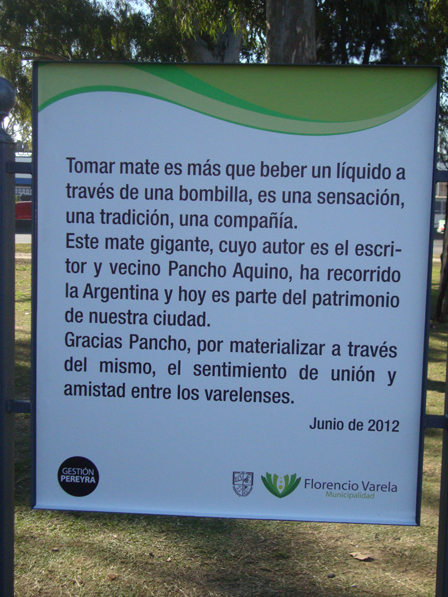 Tomar mate es más que beber un líquido a
través de una bombilla, es una sensación,
una tradición, una compañía.
Este mate gigante, cuyo autor es el escri-
tor y vecino Pancho Aquino, ha recorrido
la Argentina y hoy es parte del patrimonio
de nuestra ciudad.
Gracias Pancho, por materializar a través
del mismo, el sentimiento de unión y
amistad entre los varelenses.
Junio de 2012
GESTIÓN
PEREYRA
Florencio Varela
Municipalidad